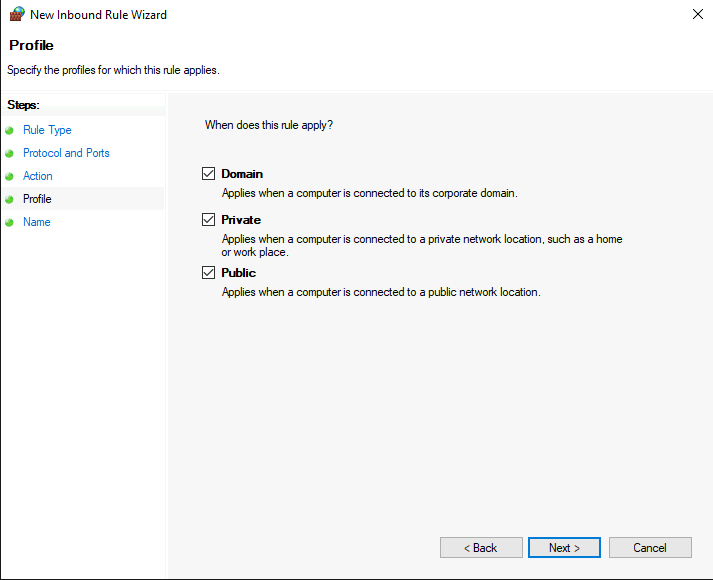 New Inbound Rule Wizard
Profile
Specify the profiles for which this rule applies.
Steps:
Rule Type
Protocol and Ports
Action
Profile
Name
When does this rule apply?
Domain
Applies when a computer is connected to its corporate domain.
Private
Applies when a computer is connected to a private network location, such as a home
or work place.
Public
Applies when a computer is connected to a public network location.
< Back
Next >
Cancel